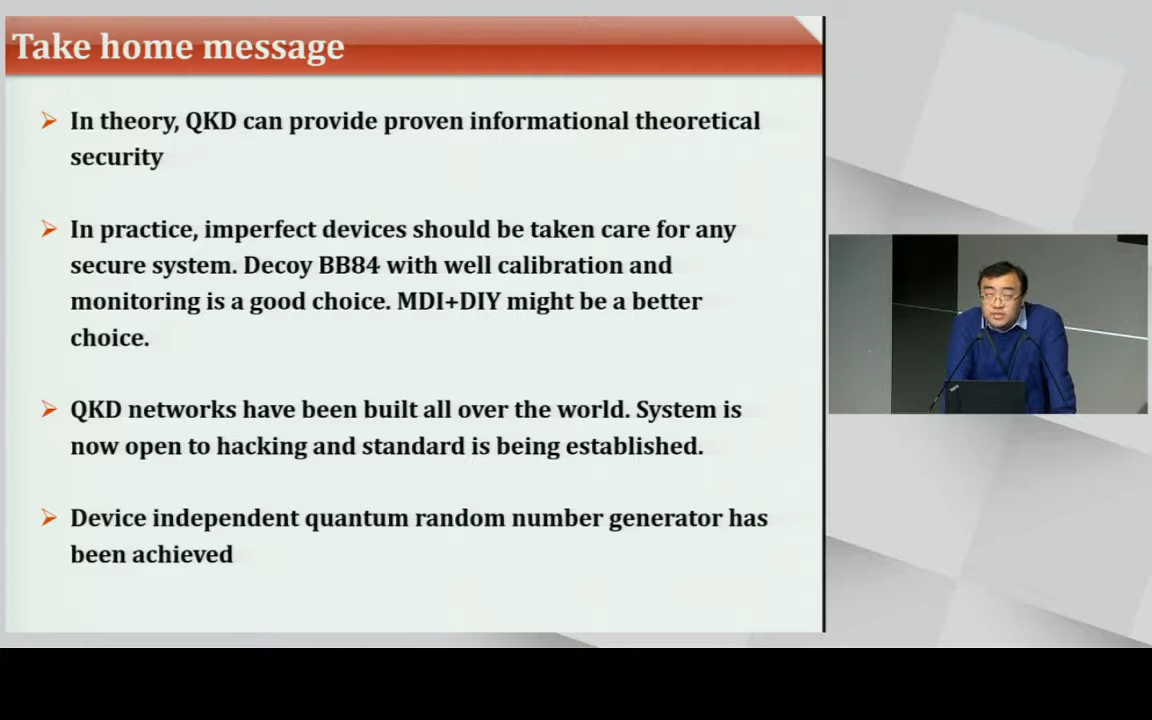 Take home message
In theory, QKD can provide proven informational theoretical
security
In practice, imperfect devices should be taken care for any
secure system. Decoy BB84 with well calibration and
monitoring is a good choice. MDI+DIY might be a better
choice.
QKD networks have been built all over the world. System is
now open to hacking and standard is being established.
Device independent quantum random number generator has
been achieved